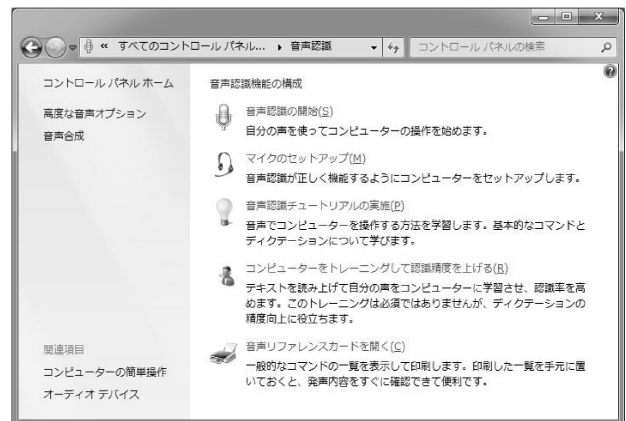 « すべてのコントロール パネル... ▸ 音声認識
コントロール パネルの検索
コントロール パネル ホーム
高度な音声オプション
音声合成
音声認識機能の構成
音声認識の開始(S)
自分の声を使ってコンピューターの操作を始めます。
マイクのセットアップ(M)
音声認識が正しく機能するようにコンピューターをセットアップします。
音声認識チュートリアルの実施(P)
音声でコンピューターを操作する方法を学習します。基本的なコマンドと
ディクテーションについて学びます。
コンピューターをトレーニングして認識精度を上げる(R)
テキストを読み上げて自分の声をコンピューターに学習させ、認識率を高
めます。このトレーニングは必須ではありませんが、ディクテーションの
精度向上に役立ちます。
音声リファレンスカードを開く(C)
一般的なコマンドの一覧を表示して印刷します。印刷した一覧を手元に置
いておくと、発声内容をすぐに確認できて便利です。
関連項目
コンピューターの簡単操作
オーディオ デバイス